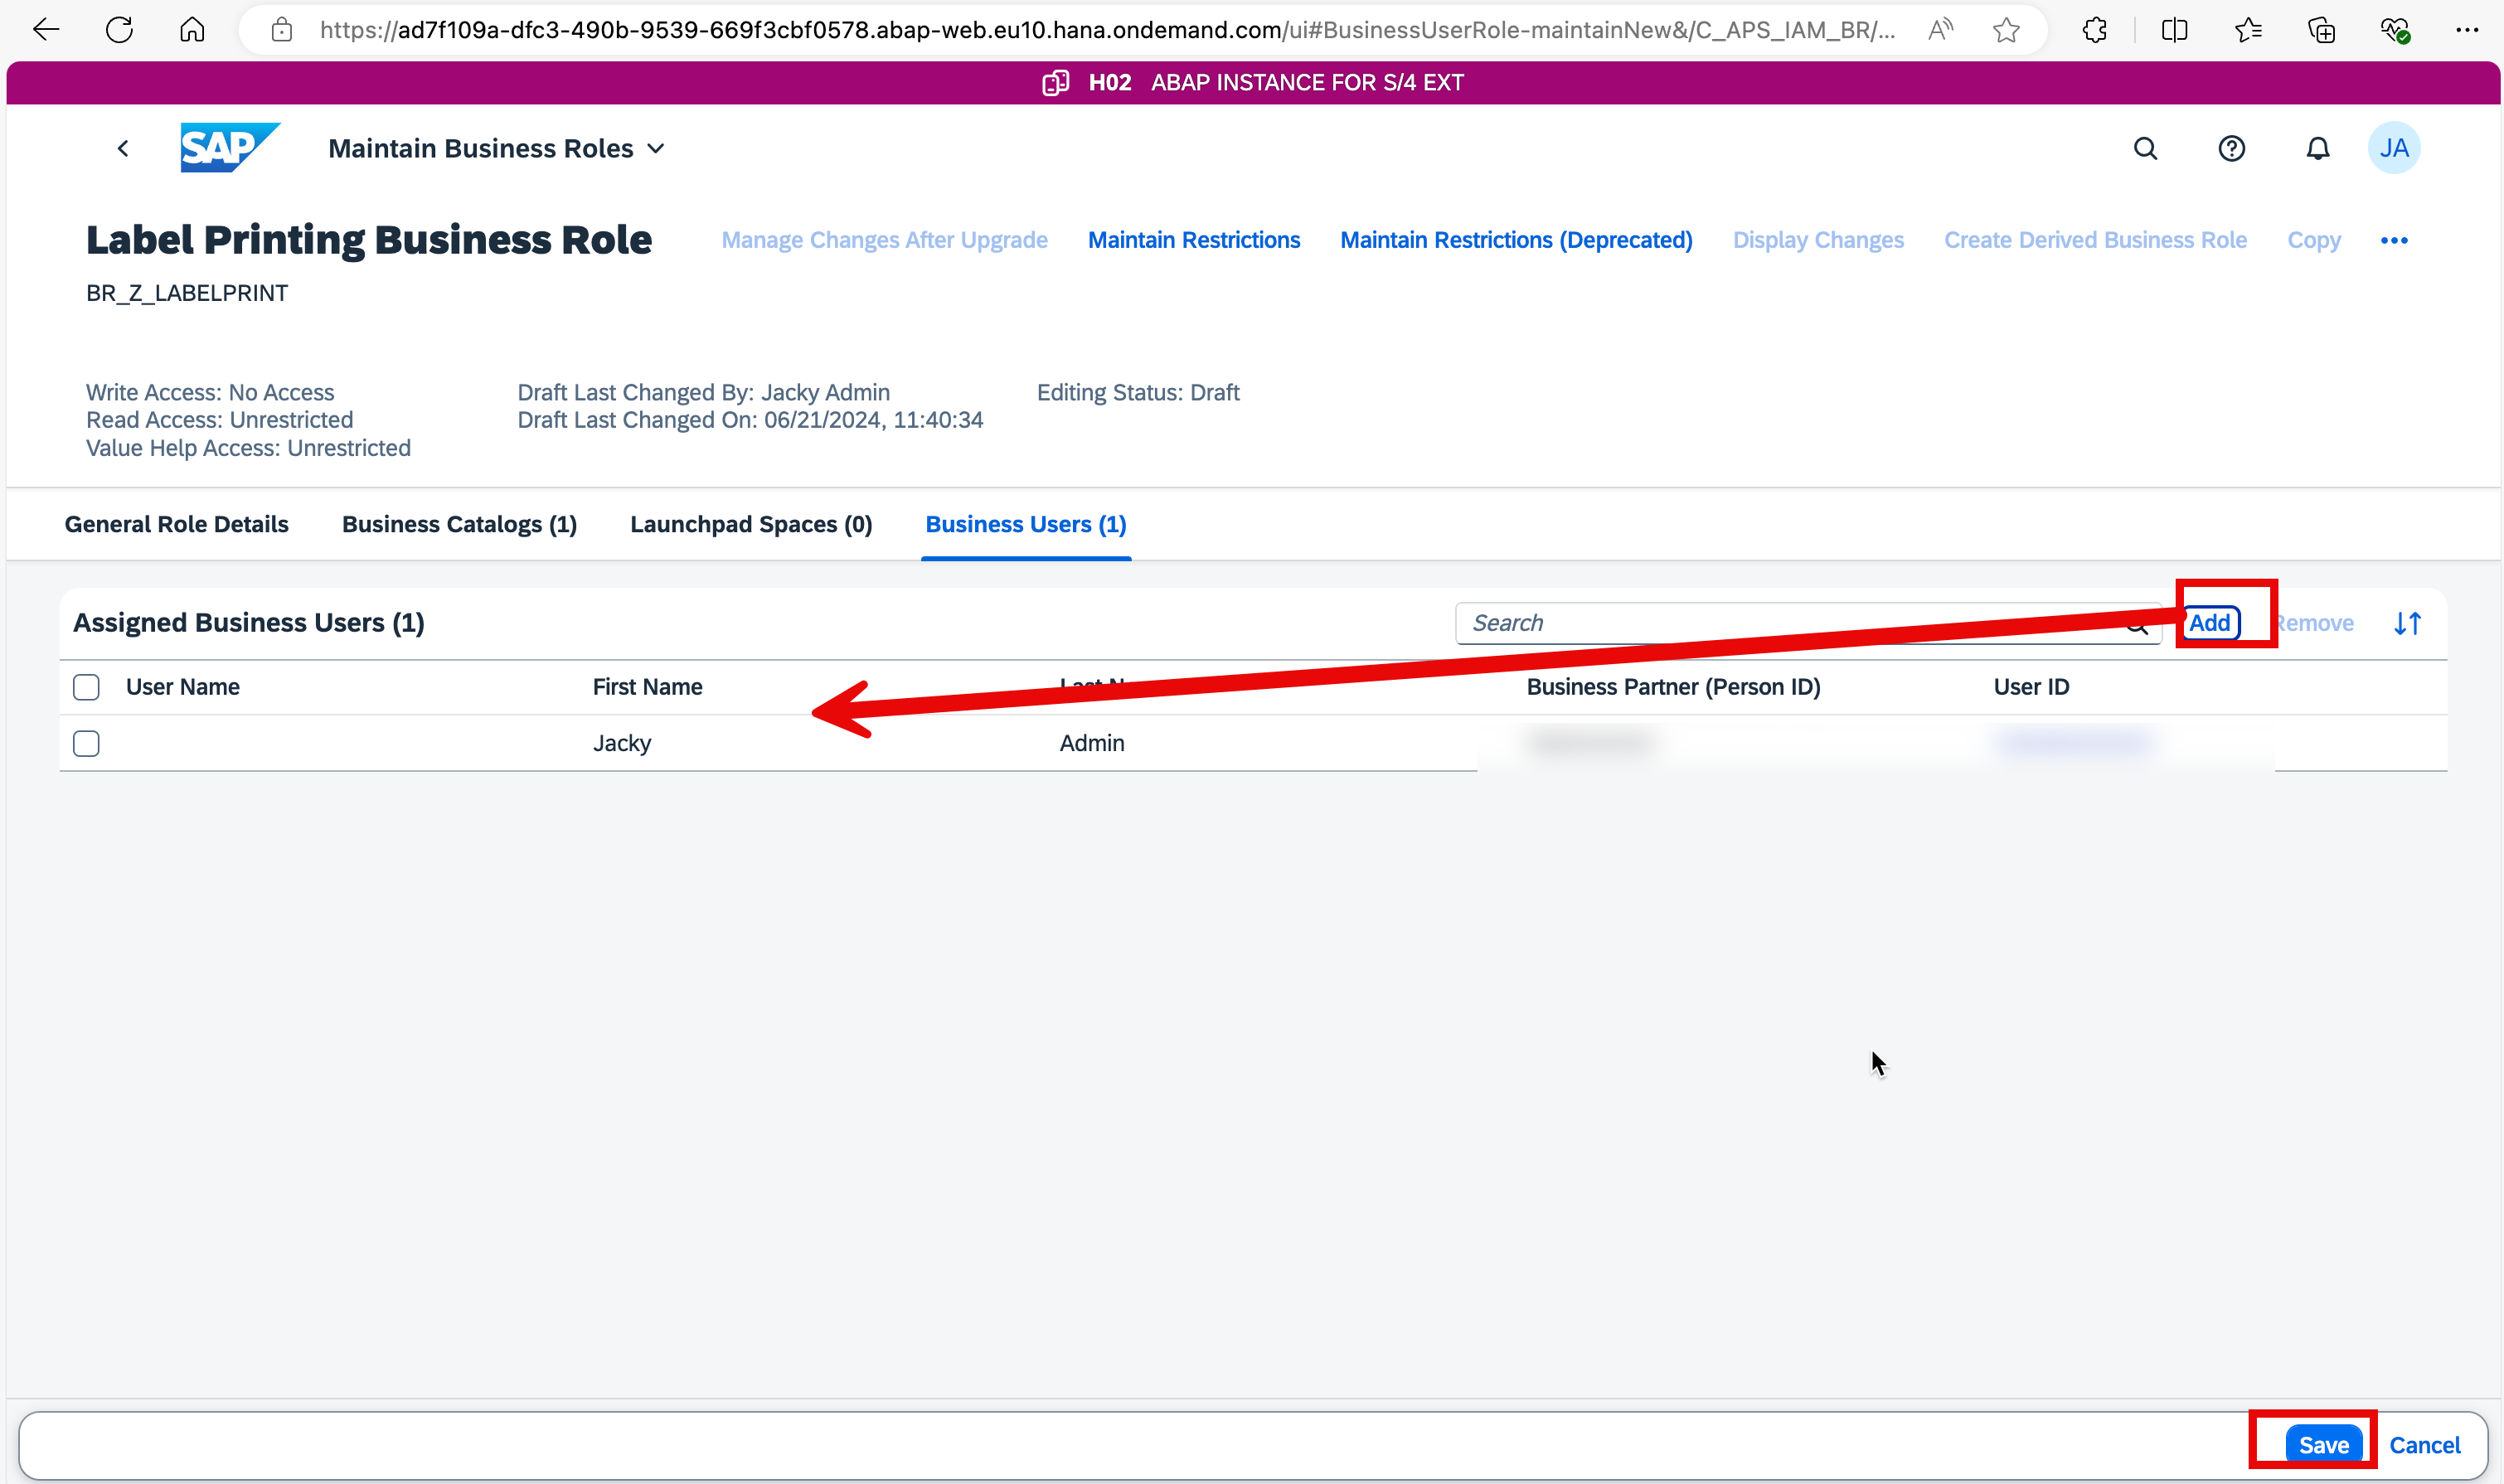 https://ad7f109a-dfc3-490b-9539-669f3cbf0578.abap-web.eu10.hana.ondemand.com/ui#BusinessUserRole-maintainNew&/C_APS_IAM_BR/...
H02 ABAP INSTANCE FOR S/4 EXT
SAP Maintain Business Roles JA
Label Printing Business Role Manage Changes After Upgrade Maintain Restrictions Maintain Restrictions (Deprecated) Display Changes Create Derived Business Role Copy
BR_Z_LABELPRINT
Write Access: No Access Draft Last Changed By: Jacky Admin Editing Status: Draft
Read Access: Unrestricted Draft Last Changed On: 06/21/2024, 11:40:34
Value Help Access: Unrestricted
General Role Details Business Catalogs (1) Launchpad Spaces (0) Business Users (1)
Assigned Business Users (1) Search Add Remove
User Name First Name Business Partner (Person ID) User ID
Jacky Admin
Save Cancel